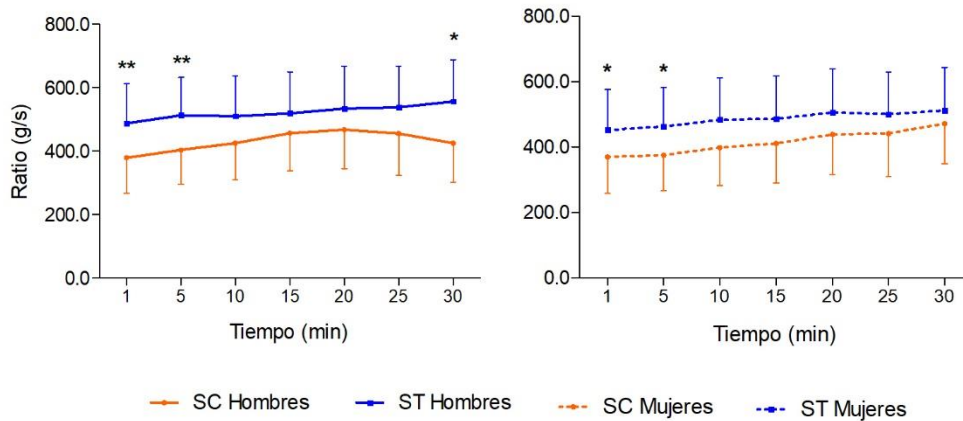 800.0
600.0
400.0
200.0
0.0
Ratio (g/s)
** ** *
1 5 10 15 20 25 30
Tiempo (min)
800.0
600.0
400.0
200.0
0.0
* *
1 5 10 15 20 25 30
Tiempo (min)
SC Hombres ST Hombres SC Mujeres ST Mujeres